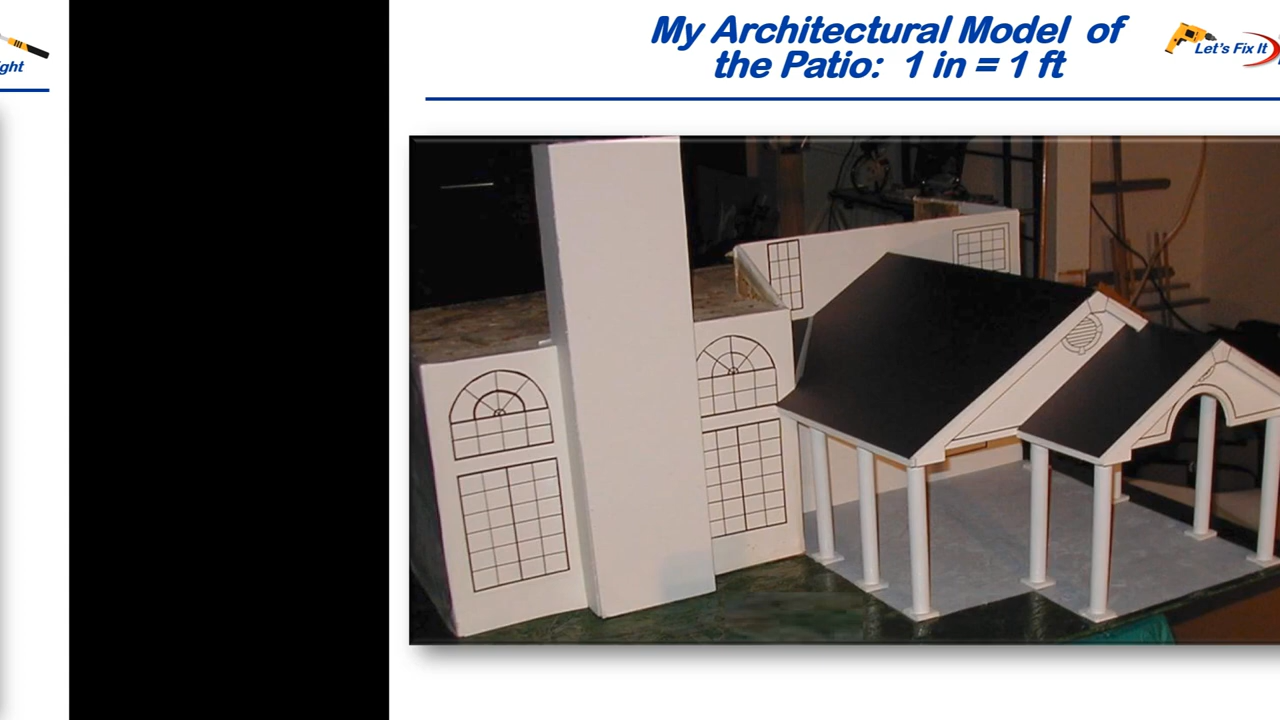 ght
My Architectural Model of
the Patio: 1 in = 1 ft
Let's Fix It